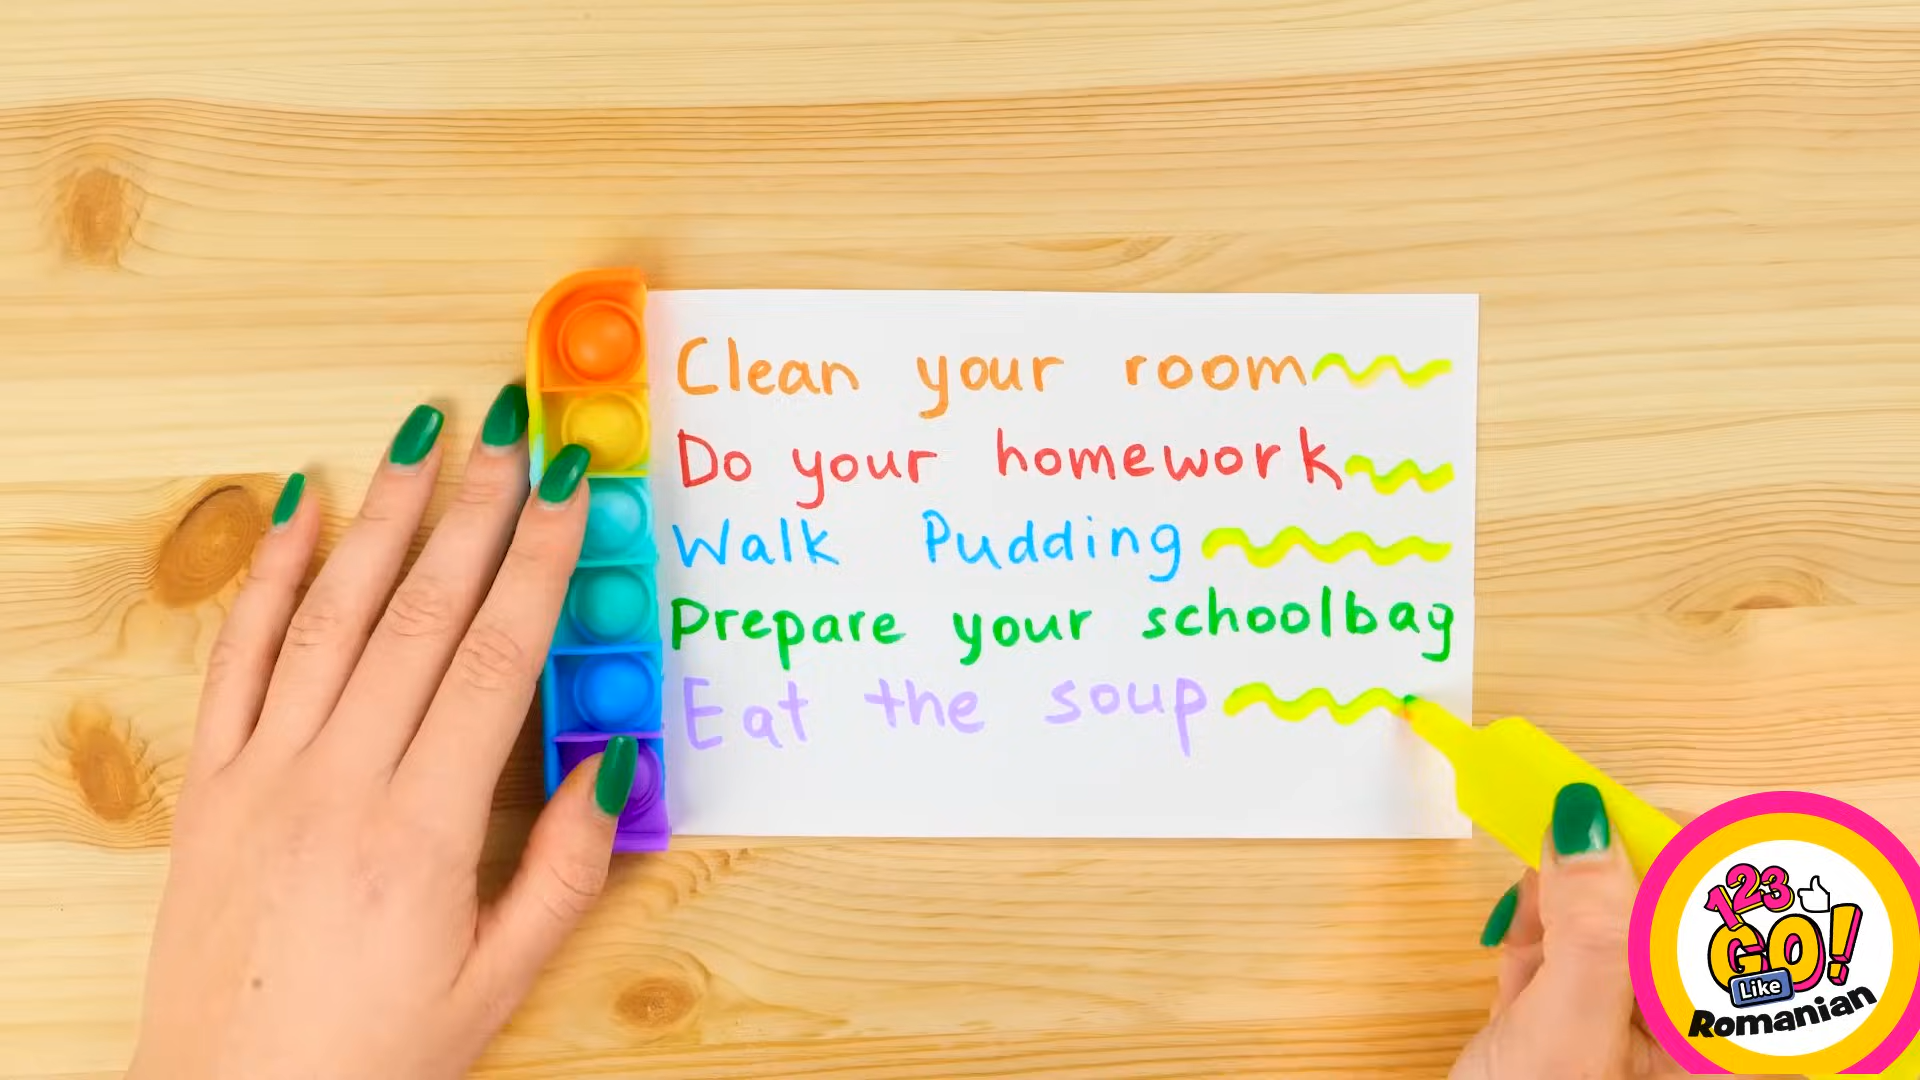 Clean your room
Do your homework
Walk Pudding
Prepare your schoolbag
Eat the soup
123
GO!
Like
Romanian